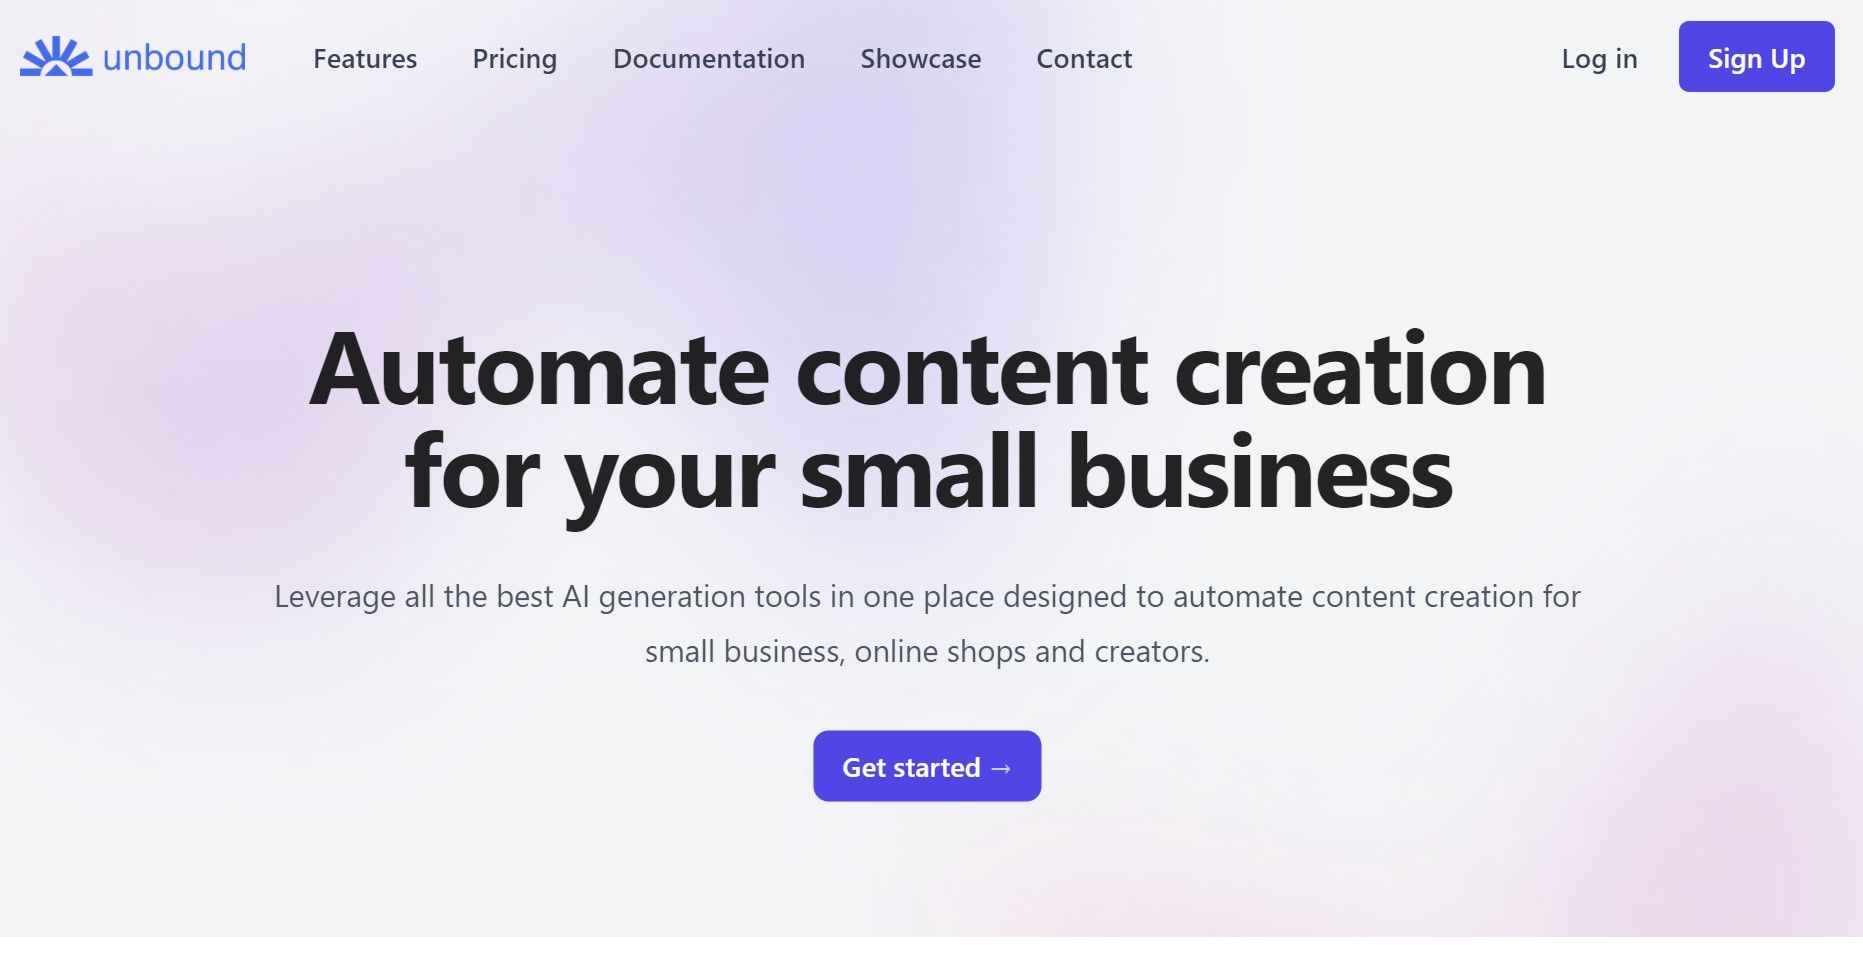 unbound Features Pricing Documentation Showcase Contact Log in Sign Up
Automate content creation
for your small business
Leverage all the best AI generation tools in one place designed to automate content creation for
small business, online shops and creators.
Get started →